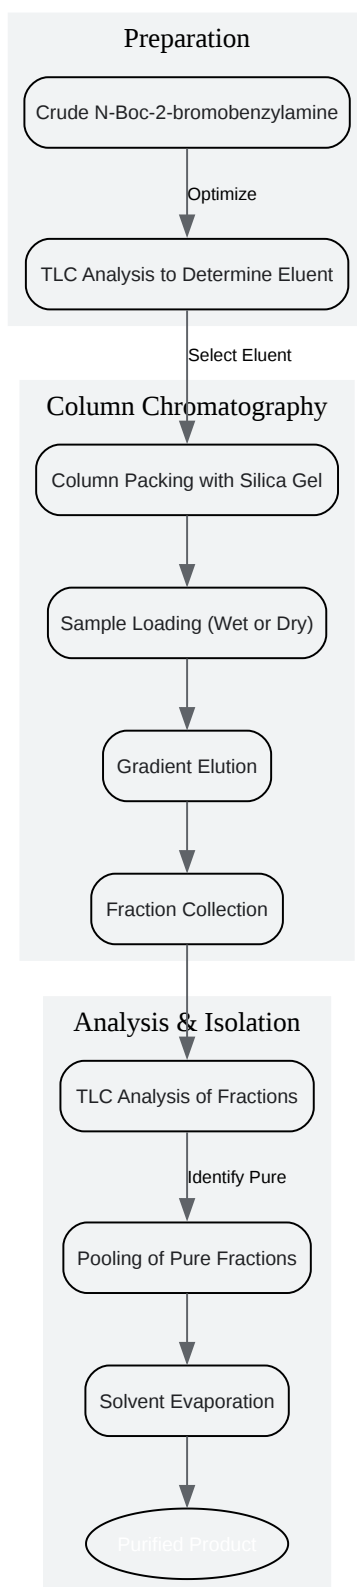 Preparation
Crude N-Boc-2-bromobenzylamine
Optimize
TLC Analysis to Determine Eluent
Select Eluent
Column Chromatography
Column Packing with Silica Gel
Sample Loading (Wet or Dry)
Gradient Elution
Fraction Collection
Analysis & Isolation
TLC Analysis of Fractions
Identify Pure
Pooling of Pure Fractions
Solvent Evaporation
Purified Product